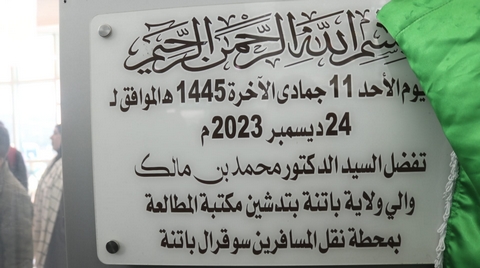 بسم الله الرحمن الرحيم
يوم الأحد 11 جمادى الآخرة 1445 هـ الموافق لـ
24 ديسمبر 2023 م
تفضل السيد الدكتور محمد بن مالك
والي ولاية باتنة بتدشين مكتبة المطالعة
بمحطة نقل المسافرين سوقرال باتنة